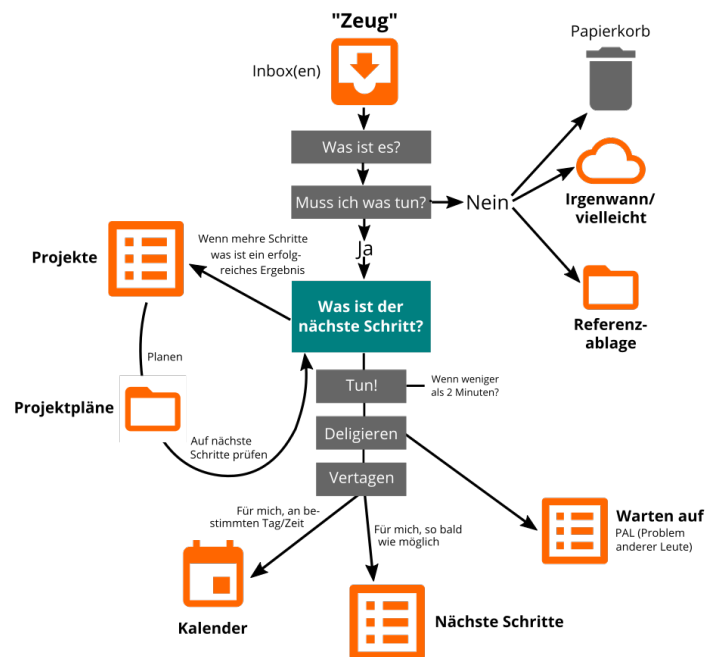 "Zeug"
Inbox(en)
Papierkorb
Was ist es?
Muss ich was tun?
Nein
Irgenwann/
vielleicht
Ja
Wenn mehre Schritte
was ist ein erfolg-
reiches Ergebnis
Projekte
Referenz-
ablage
Was ist der
nächste Schritt?
Planen
Tun!
Wenn weniger
als 2 Minuten?
Projektpläne
Auf nächste
Schritte prüfen
Deligieren
Vertagen
Für mich, an be-
stimmten Tag/Zeit
Für mich, so bald
wie möglich
Warten auf
PAL (Problem
anderer Leute)
Kalender
Nächste Schritte